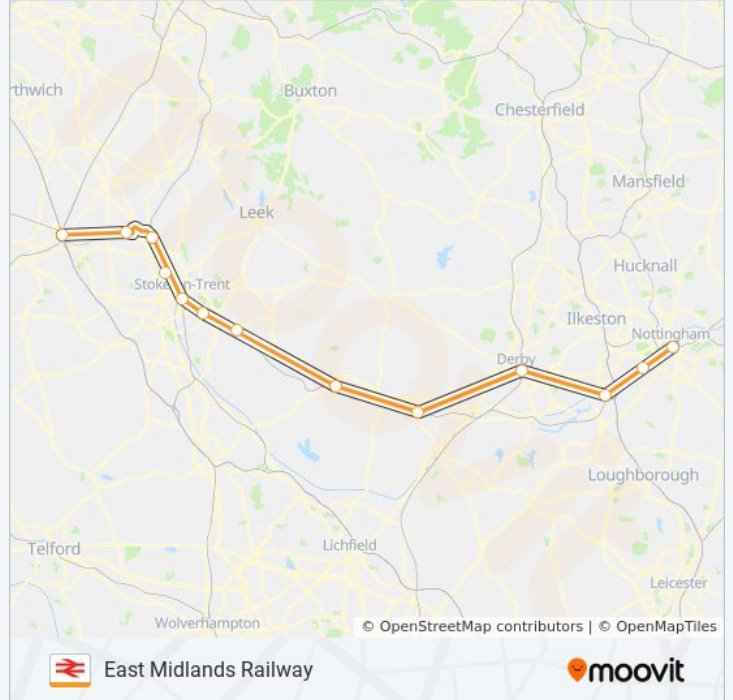 rthwich
Buxton
Chesterfield
Mansfield
Leek
Hucknall
Stoke-on-Trent
Ilkeston
Nottingham
Derby
Loughborough
Telford
Lichfield
Leicester
Wolverhampton
© OpenStreetMap contributors | © OpenMapTiles
East Midlands Railway
moovit